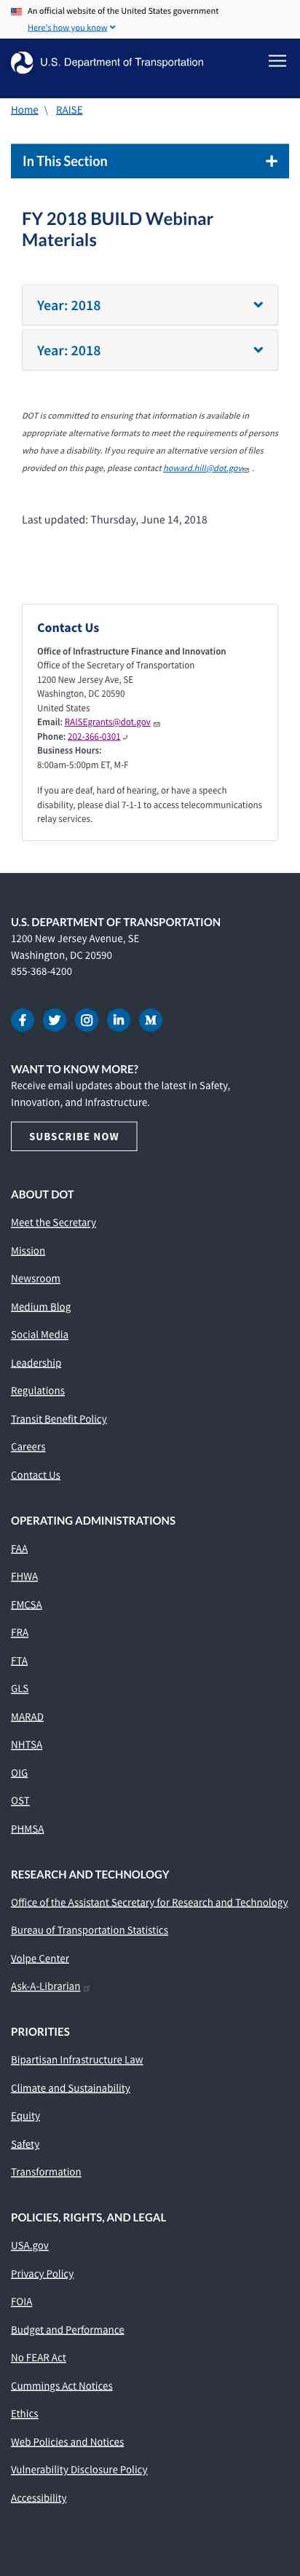 An official website of the United States government
Here's how you know
U.S. Department of Transportation
Home \ RAISE
In This Section
FY 2018 BUILD Webinar
Materials
Year: 2018
Year: 2018
DOT is committed to ensuring that information is available in
appropriate alternative formats to meet the requirements of persons
who have a disability. If you require an alternative version of files
provided on this page, please contact howard.hill@dot.gov .
Last updated: Thursday, June 14, 2018
Contact Us
Office of Infrastructure Finance and Innovation
Office of the Secretary of Transportation
1200 New Jersey Ave, SE
Washington, DC 20590
United States
Email: RAISEgrants@dot.gov
Phone: 202-366-0301
Business Hours:
8:00am-5:00pm ET, M-F
If you are deaf, hard of hearing, or have a speech
disability, please dial 7-1-1 to access telecommunications
relay services.
U.S. DEPARTMENT OF TRANSPORTATION
1200 New Jersey Avenue, SE
Washington, DC 20590
855-368-4200
WANT TO KNOW MORE?
Receive email updates about the latest in Safety,
Innovation, and Infrastructure.
SUBSCRIBE NOW
ABOUT DOT
Meet the Secretary
Mission
Newsroom
Medium Blog
Social Media
Leadership
Regulations
Transit Benefit Policy
Careers
Contact Us
OPERATING ADMINISTRATIONS
FAA
FHWA
FMCSA
FRA
FTA
GLS
MARAD
NHTSA
OIG
OST
PHMSA
RESEARCH AND TECHNOLOGY
Office of the Assistant Secretary for Research and Technology
Bureau of Transportation Statistics
Volpe Center
Ask-A-Librarian
PRIORITIES
Bipartisan Infrastructure Law
Climate and Sustainability
Equity
Safety
Transformation
POLICIES, RIGHTS, AND LEGAL
USA.gov
Privacy Policy
FOIA
Budget and Performance
No FEAR Act
Cummings Act Notices
Ethics
Web Policies and Notices
Vulnerability Disclosure Policy
Accessibility